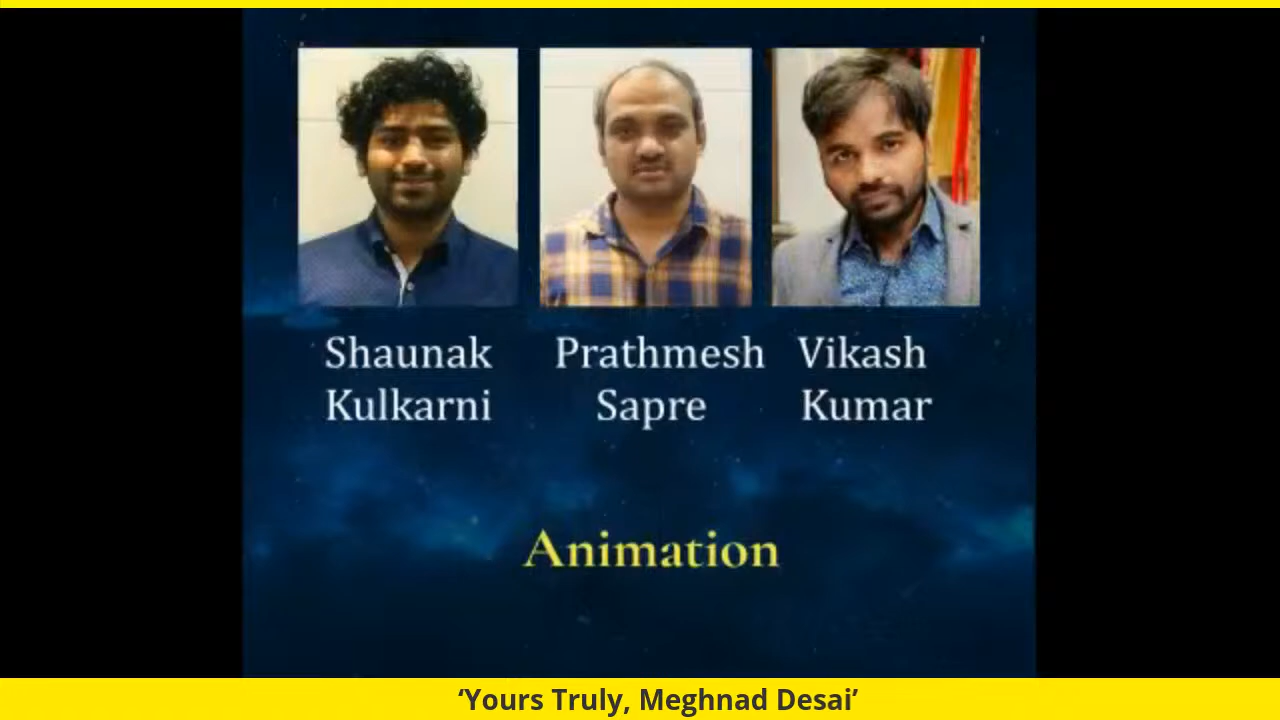 Shaunak
Kulkarni
Prathmesh
Sapre
Vikash
Kumar
Animation
‘Yours Truly, Meghnad Desai’